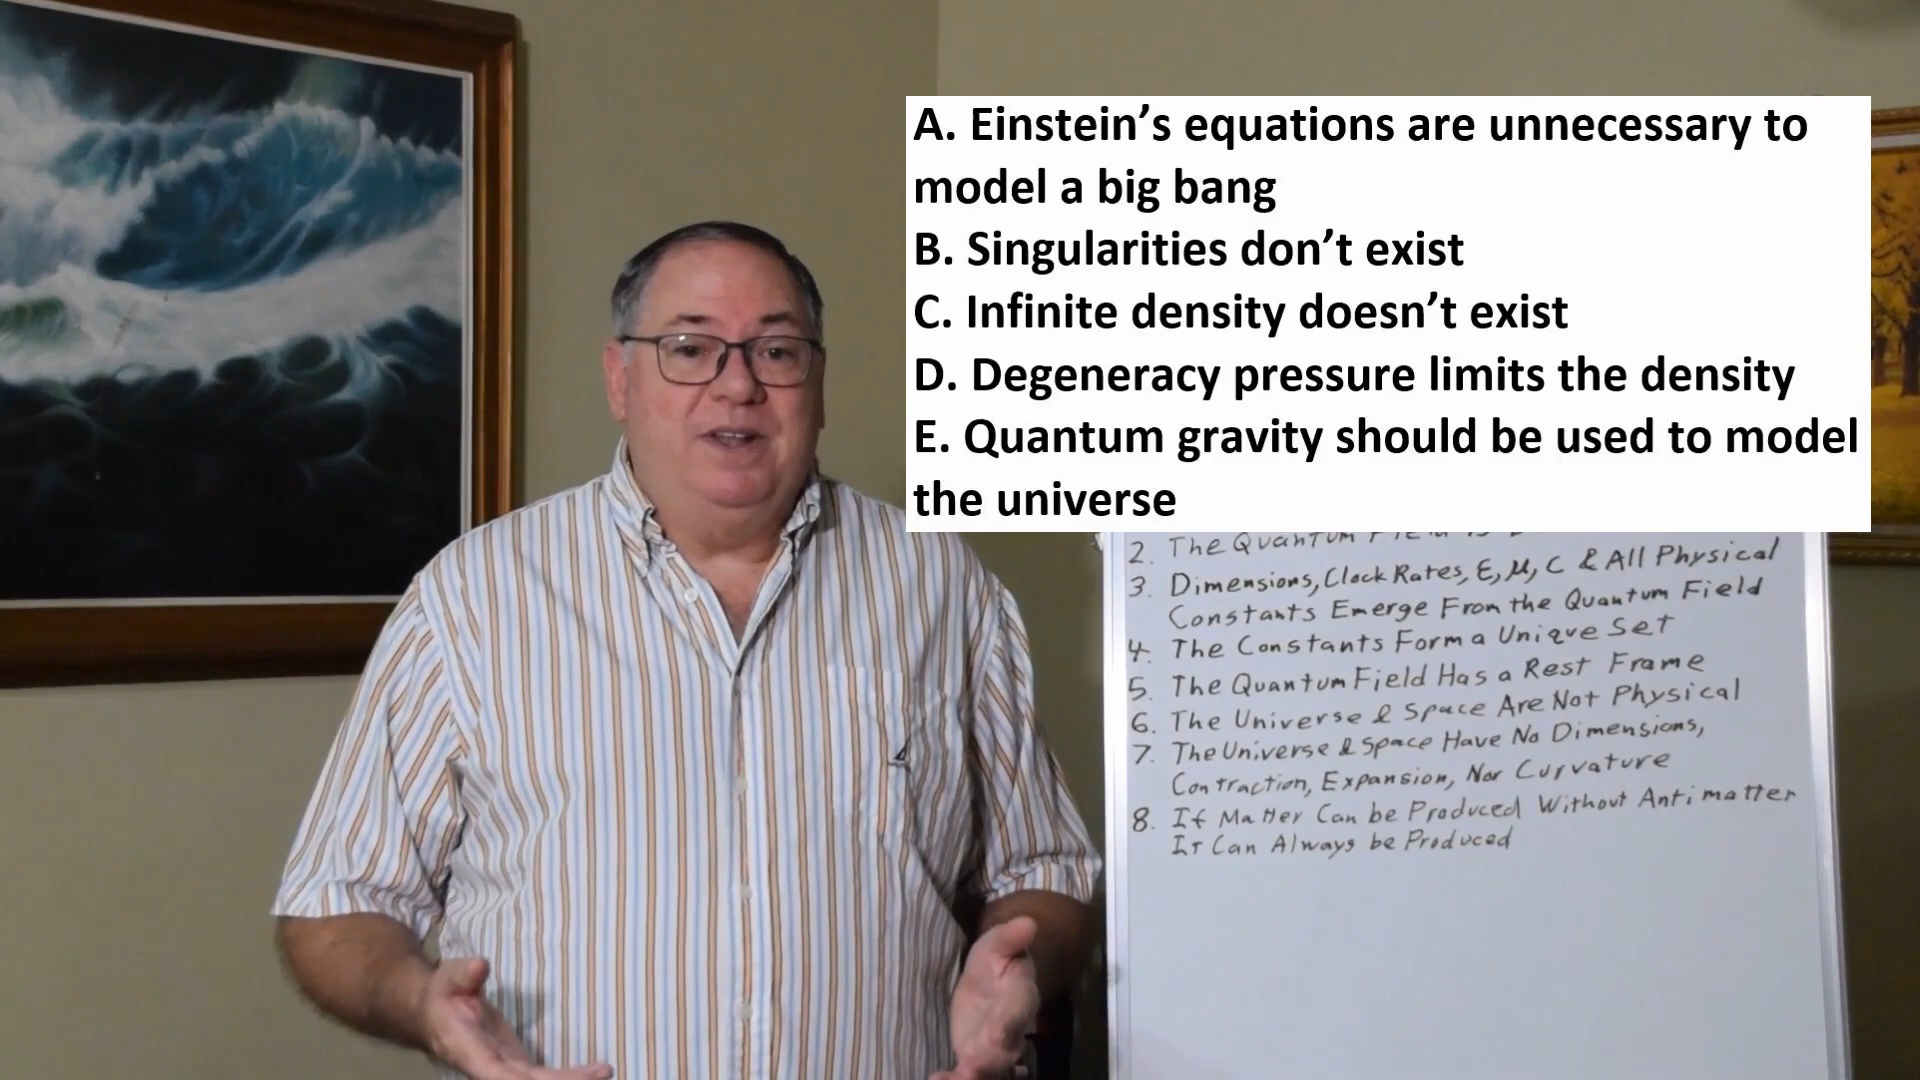 A. Einstein’s equations are unnecessary to
model a big bang
B. Singularities don’t exist
C. Infinite density doesn’t exist
D. Degeneracy pressure limits the density
E. Quantum gravity should be used to model
the universe
2. The Quantum Field
3. Dimensions, Clock Rates, ε, μ, C & All Physical
Constants Emerge From the Quantum Field
4. The Constants Form a Unique Set
5. The Quantum Field Has a Rest Frame
6. The Universe & Space Are Not Physical
7. The Universe & Space Have No Dimensions,
Contraction, Expansion, Nor Curvature
8. If Matter Can be Produced Without Antimatter
It Can Always be Produced